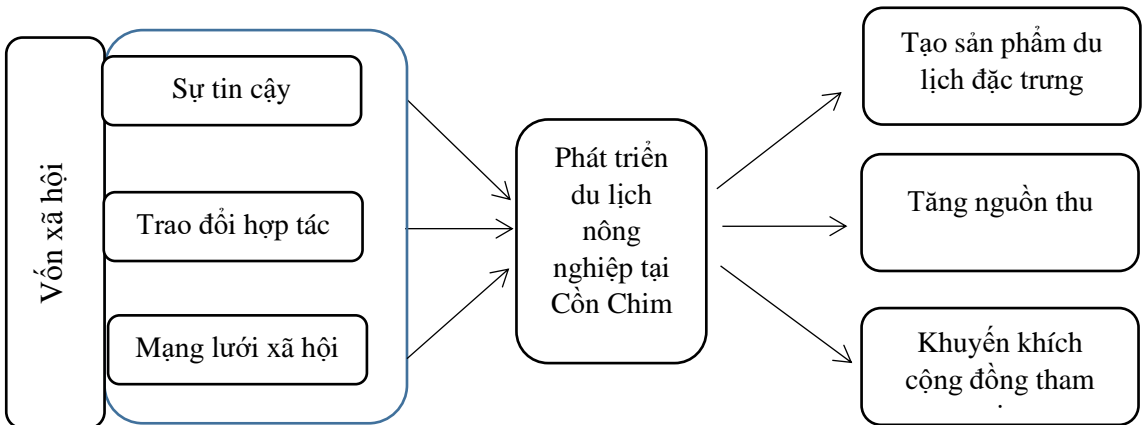 Vốn xã hội
Sự tin cậy
Trao đổi hợp tác
Mạng lưới xã hội
Phát triển
du lịch
nông
nghiệp tại
Cồn Chim
Tạo sản phẩm du
lịch đặc trưng
Tăng nguồn thu
Khuyến khích
cộng đồng tham